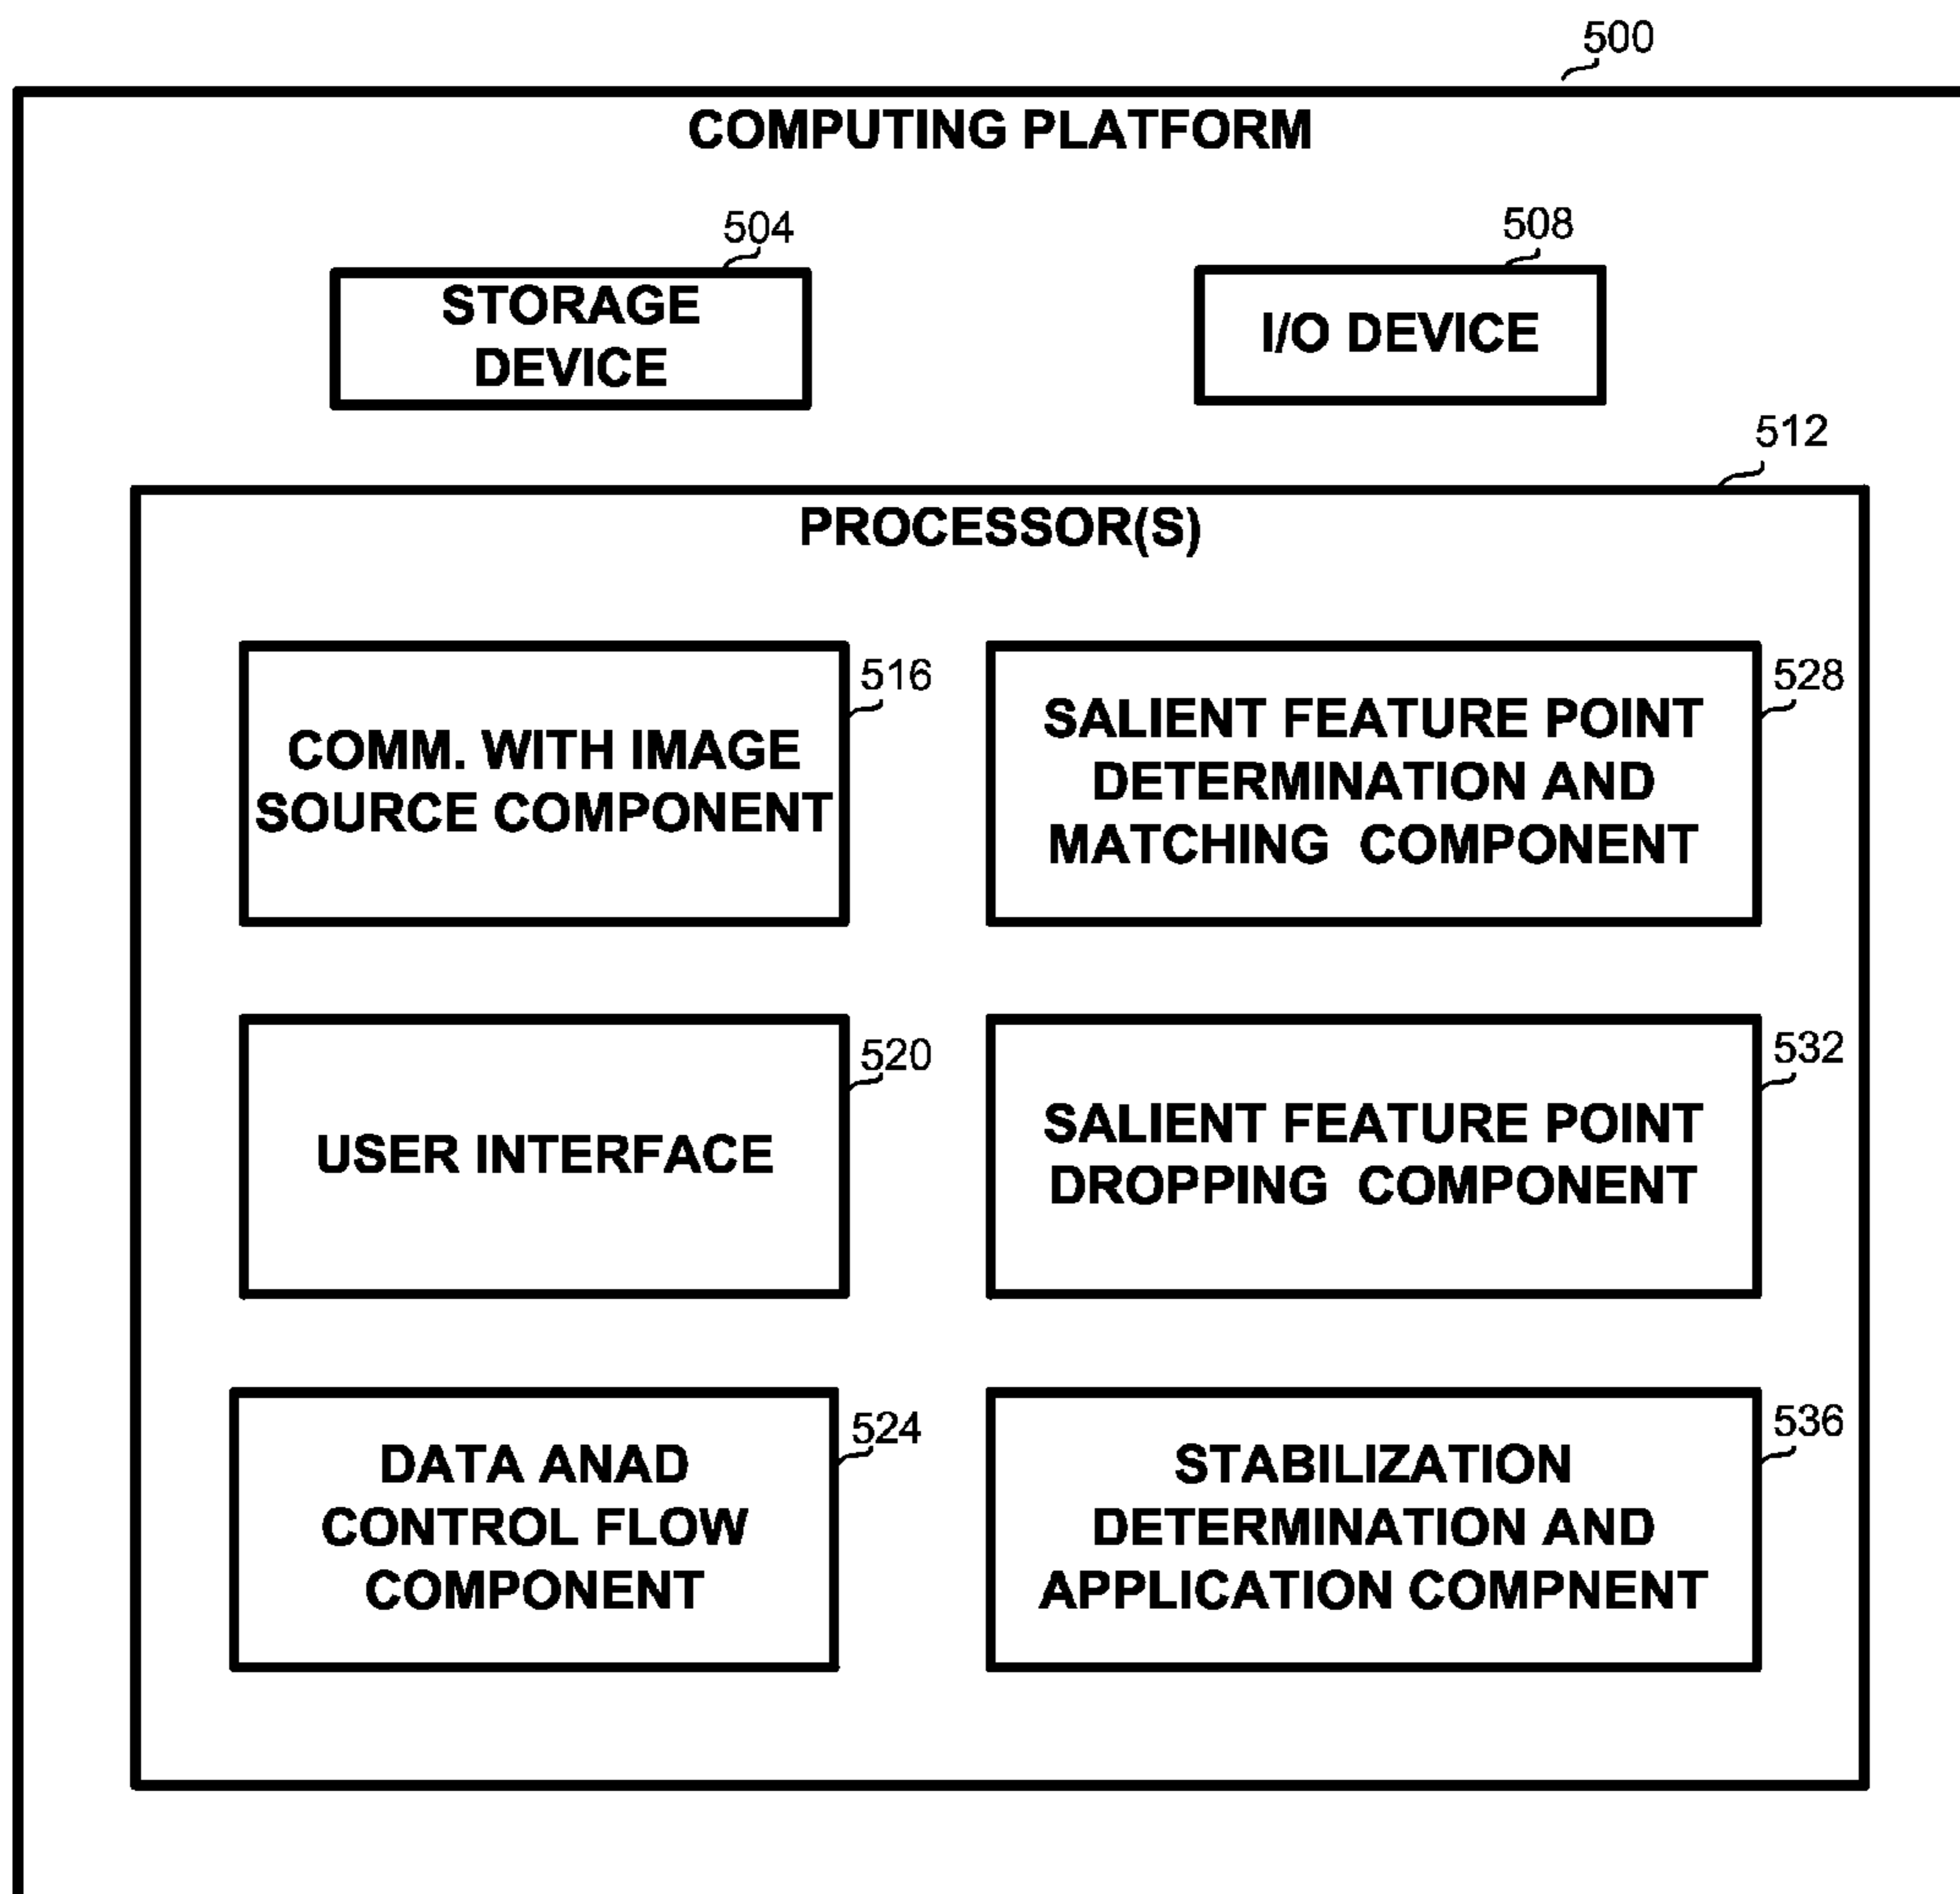 500
COMPUTING PLATFORM
504
STORAGE
DEVICE
508
I/O DEVICE
512
PROCESSOR(S)
516
COMM. WITH IMAGE
SOURCE COMPONENT
528
SALIENT FEATURE POINT
DETERMINATION AND
MATCHING COMPONENT
520
USER INTERFACE
532
SALIENT FEATURE POINT
DROPPING COMPONENT
524
DATA ANAD
CONTROL FLOW
COMPONENT
536
STABILIZATION
DETERMINATION AND
APPLICATION COMPNENT